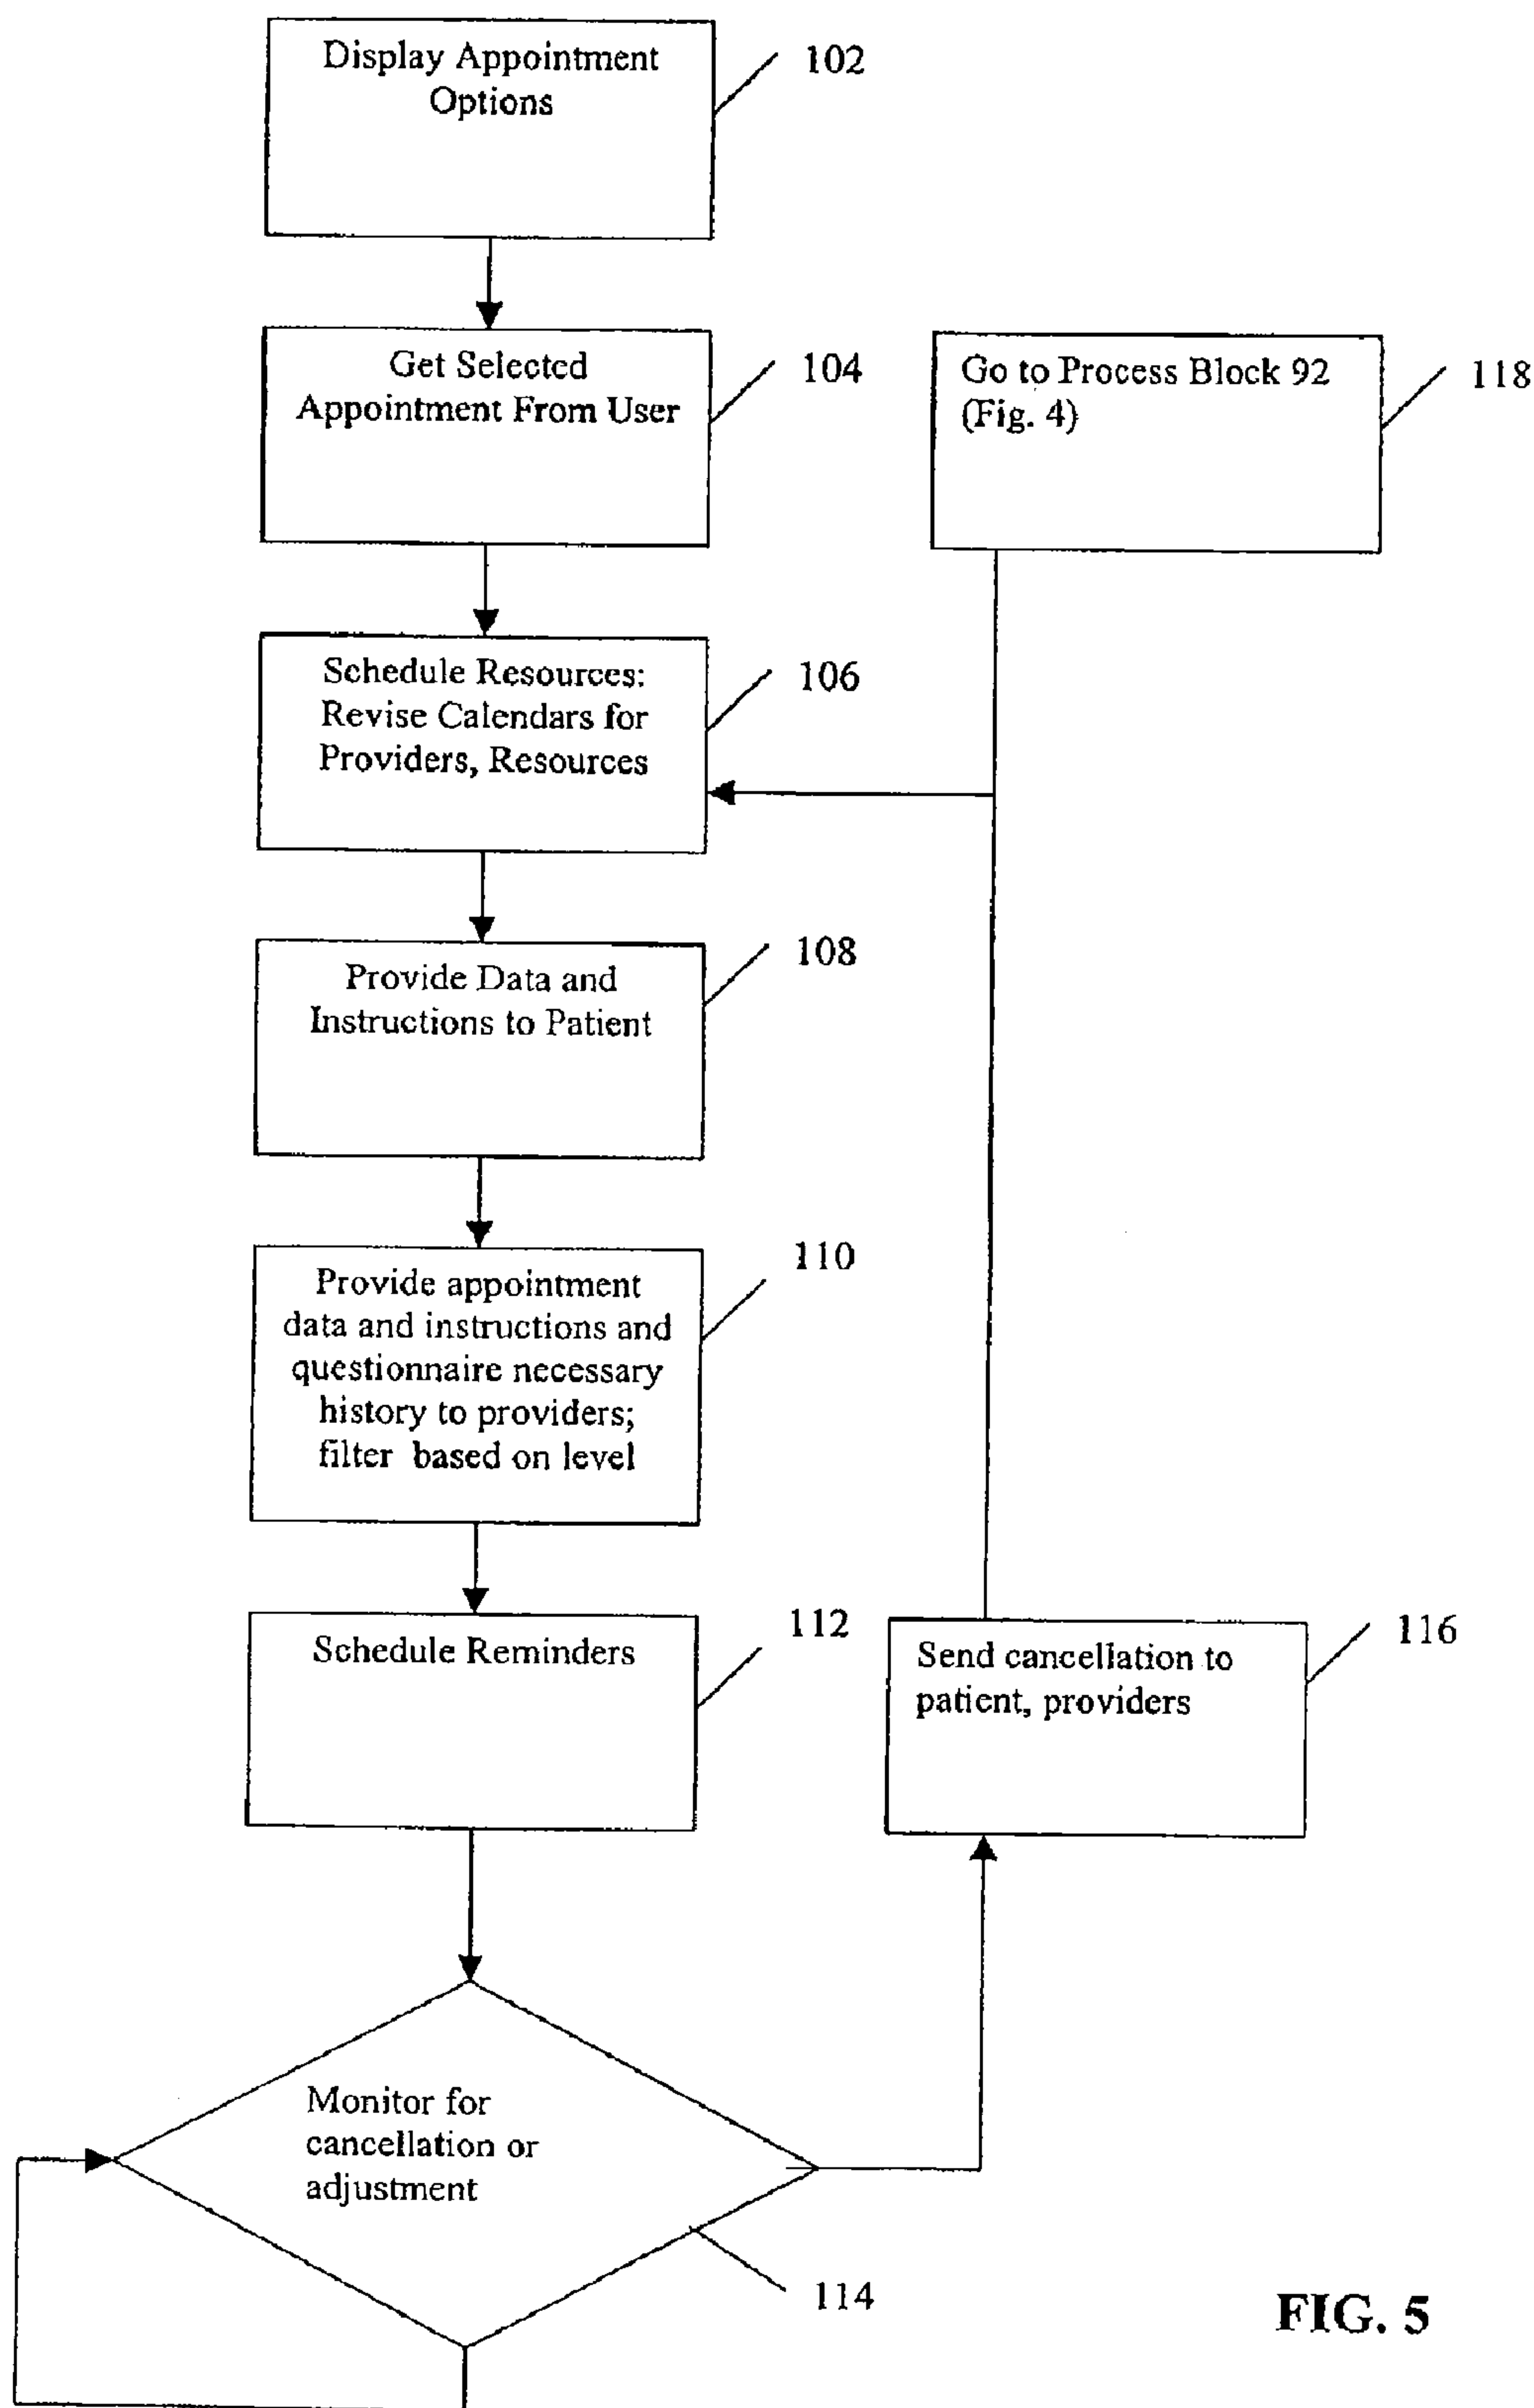 Display Appointment
Options
102
Get Selected
Appointment From User
104
Go to Process Block 92
(Fig. 4)
118
Schedule Resources:
Revise Calendars for
Providers, Resources
106
Provide Data and
Instructions to Patient
108
Provide appointment
data and instructions and
questionnaire necessary
history to providers;
filter based on level
110
Schedule Reminders
112
Send cancellation to
patient, providers
116
Monitor for
cancellation or
adjustment
114
FIG. 5